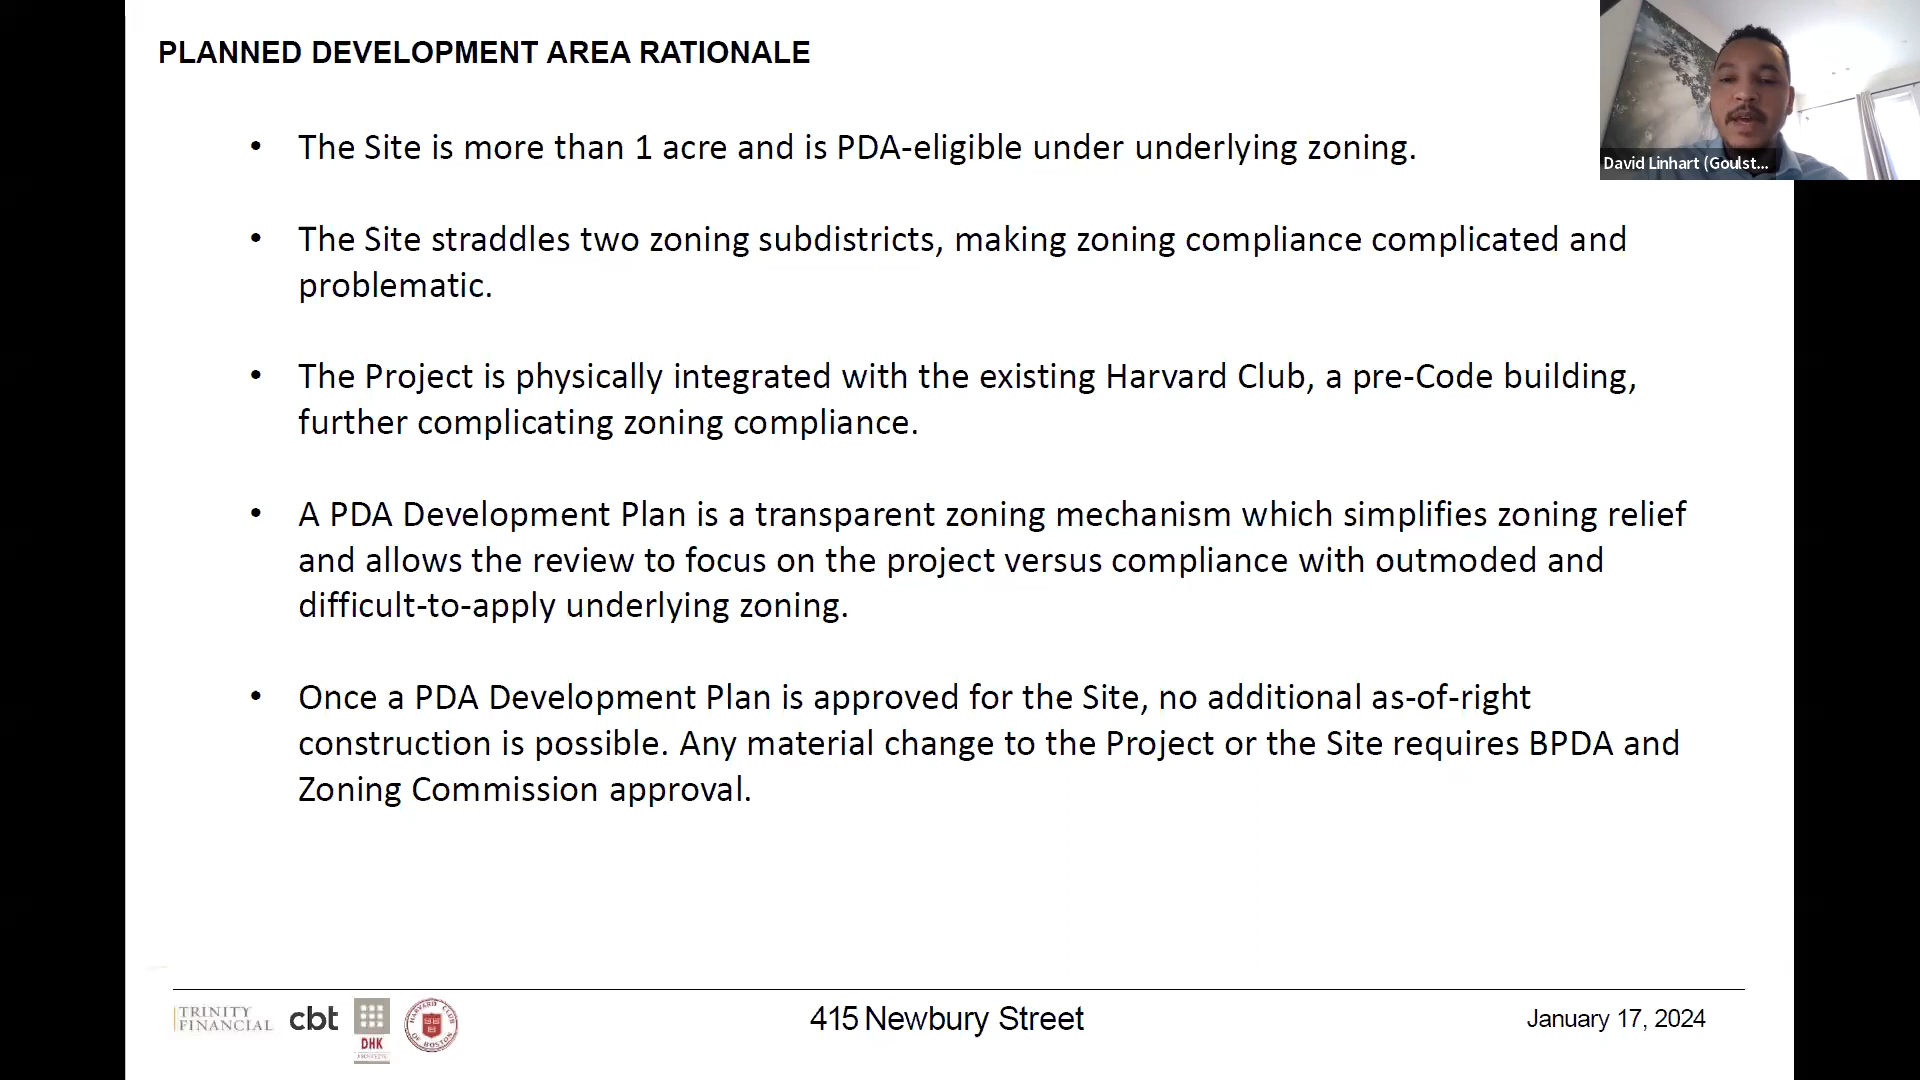 PLANNED DEVELOPMENT AREA RATIONALE
David Linhart (Goulst...
• The Site is more than 1 acre and is PDA-eligible under underlying zoning.
• The Site straddles two zoning subdistricts, making zoning compliance complicated and
problematic.
• The Project is physically integrated with the existing Harvard Club, a pre-Code building,
further complicating zoning compliance.
• A PDA Development Plan is a transparent zoning mechanism which simplifies zoning relief
and allows the review to focus on the project versus compliance with outmoded and
difficult-to-apply underlying zoning.
• Once a PDA Development Plan is approved for the Site, no additional as-of-right
construction is possible. Any material change to the Project or the Site requires BPDA and
Zoning Commission approval.
TRINITY
FINANCIAL
cbt
DHK
HARVARD CLUB
OF BOSTON
415 Newbury Street
January 17, 2024